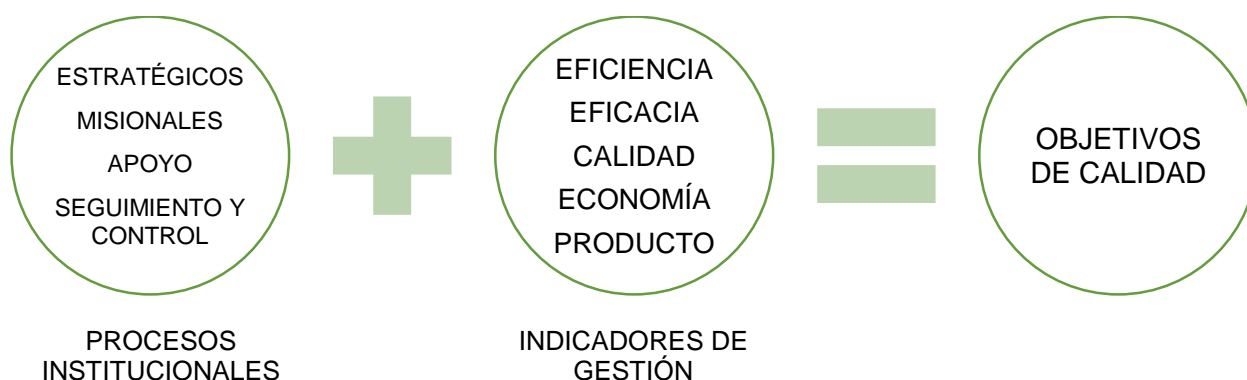 ESTRATÉGICOS
MISIONALES
APOYO
SEGUIMIENTO Y
CONTROL
PROCESOS
INSTITUCIONALES
EFICIENCIA
EFICACIA
CALIDAD
ECONOMÍA
PRODUCTO
INDICADORES DE
GESTIÓN
OBJETIVOS
DE CALIDAD